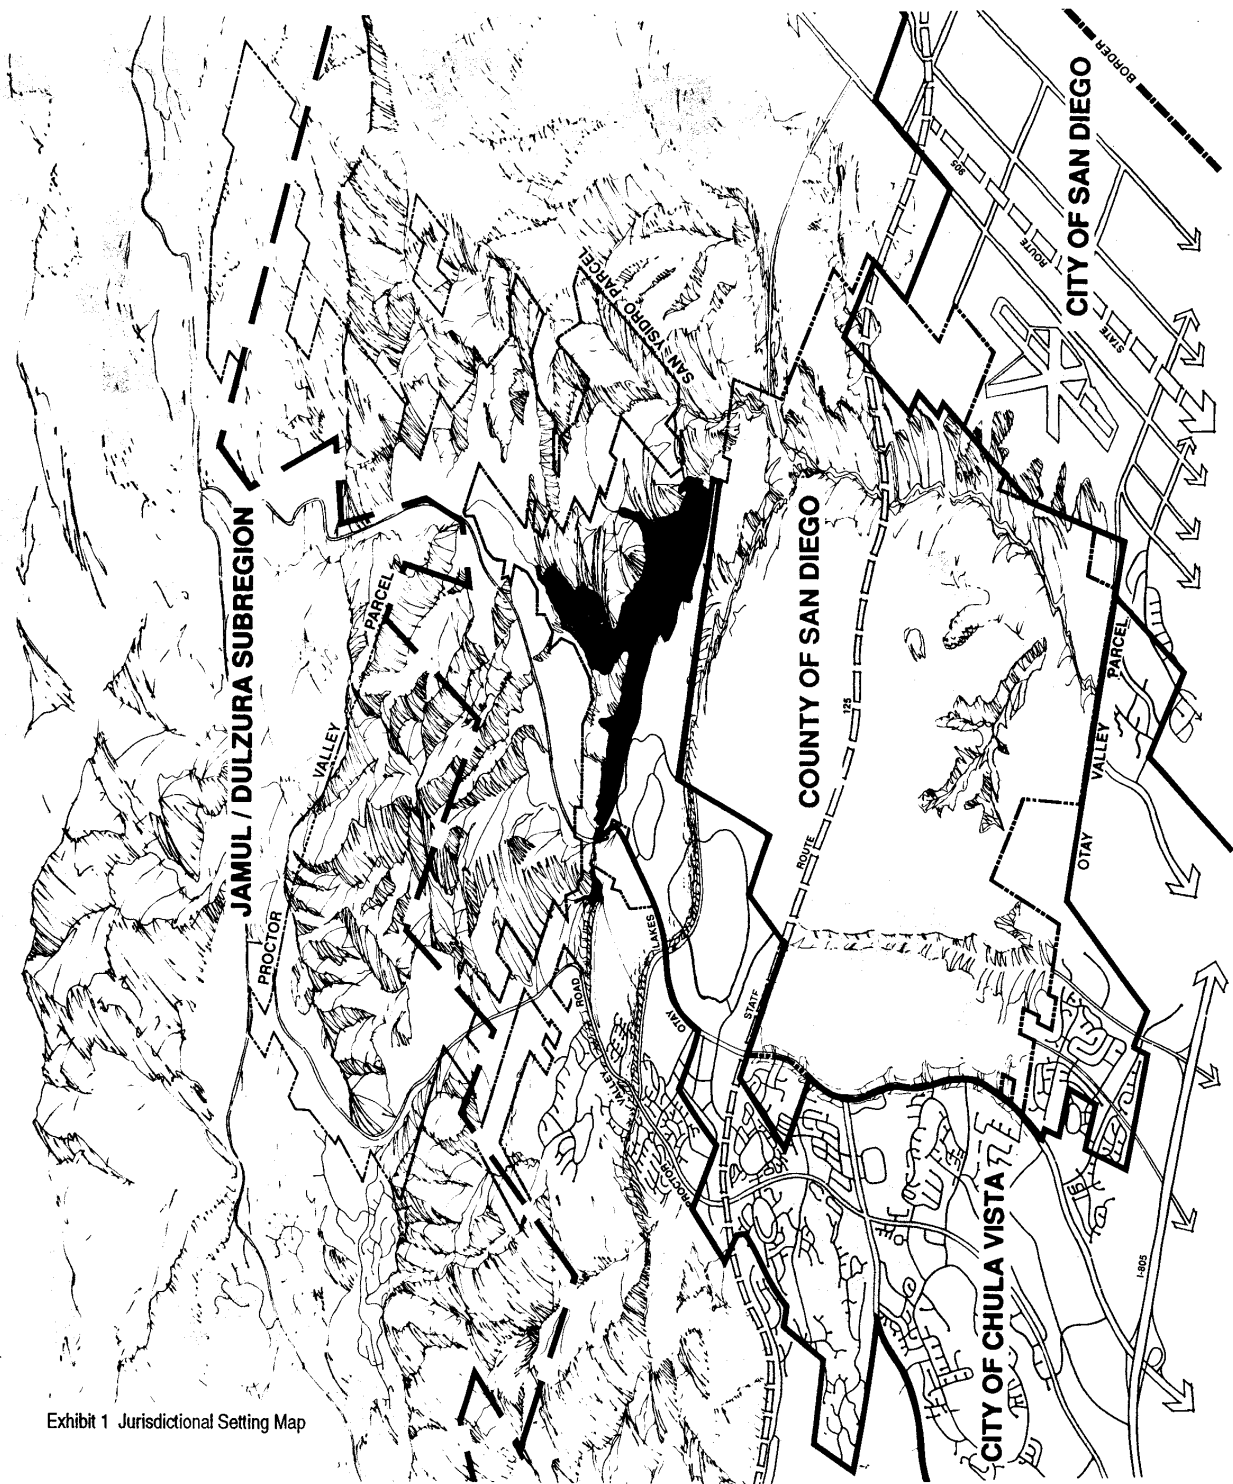 JAMUL / DULZURA SUBREGION
PROCTOR
VALLEY
PARCEL
SAN YSIDRO PARCEL
COUNTY OF SAN DIEGO
STATE
ROUTE
125
OTAY
LAKES
ROAD
PROCTOR
VALLEY
OTAY
VALLEY
PARCEL
CITY OF CHULA VISTA
I-805
CITY OF SAN DIEGO
STATE
ROUTE
905
BORDER
Exhibit 1 Jurisdictional Setting Map